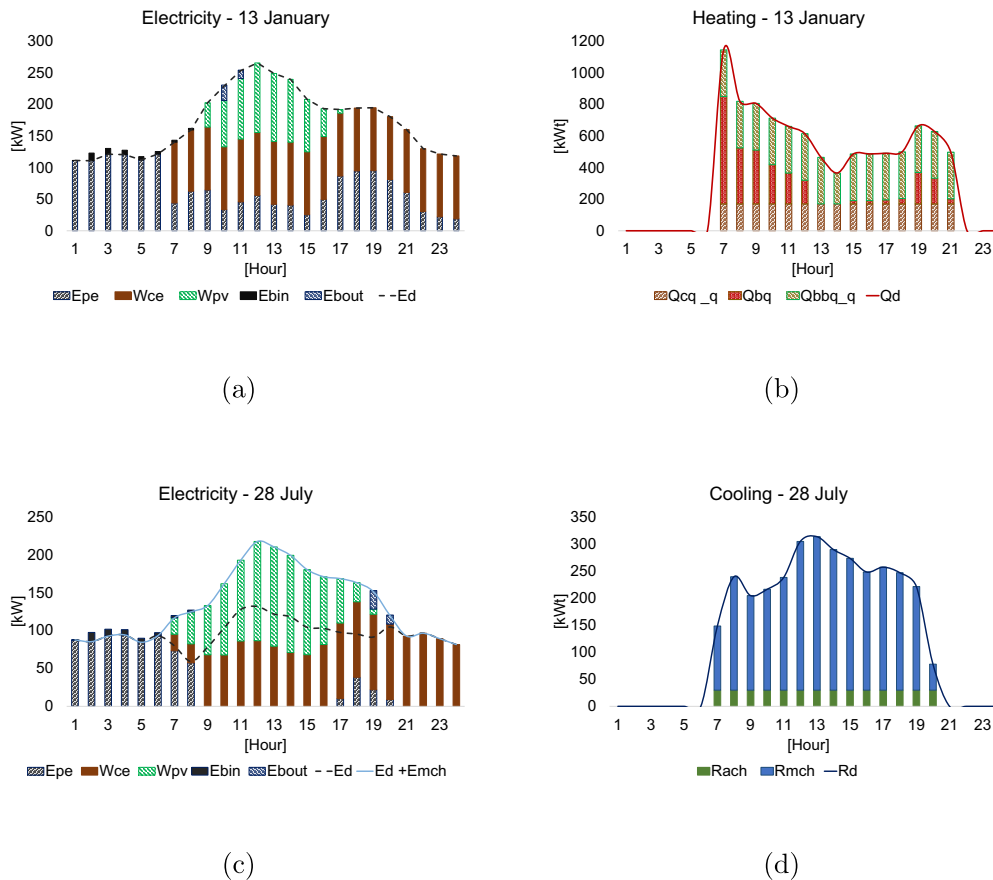 Electricity - 13 January
300
250
200
150
100
50
0
[kW]
1 3 5 7 9 11 13 15 17 19 21 23
[Hour]
Epe Wce Wpv Ebin Ebout Ed
(a)
Heating - 13 January
1200
1000
800
600
400
200
0
[kWt]
1 3 5 7 9 11 13 15 17 19 21 23
[Hour]
Qcq _q Qbq Qbbq_q Qd
(b)
Electricity - 28 July
250
200
150
100
50
0
[kW]
1 3 5 7 9 11 13 15 17 19 21 23
[Hour]
Epe Wce Wpv Ebin Ebout Ed Ed +Emch
(c)
Cooling - 28 July
350
300
250
200
150
100
50
0
[kWt]
1 3 5 7 9 11 13 15 17 19 21 23
[Hour]
Rach Rmch Rd
(d)